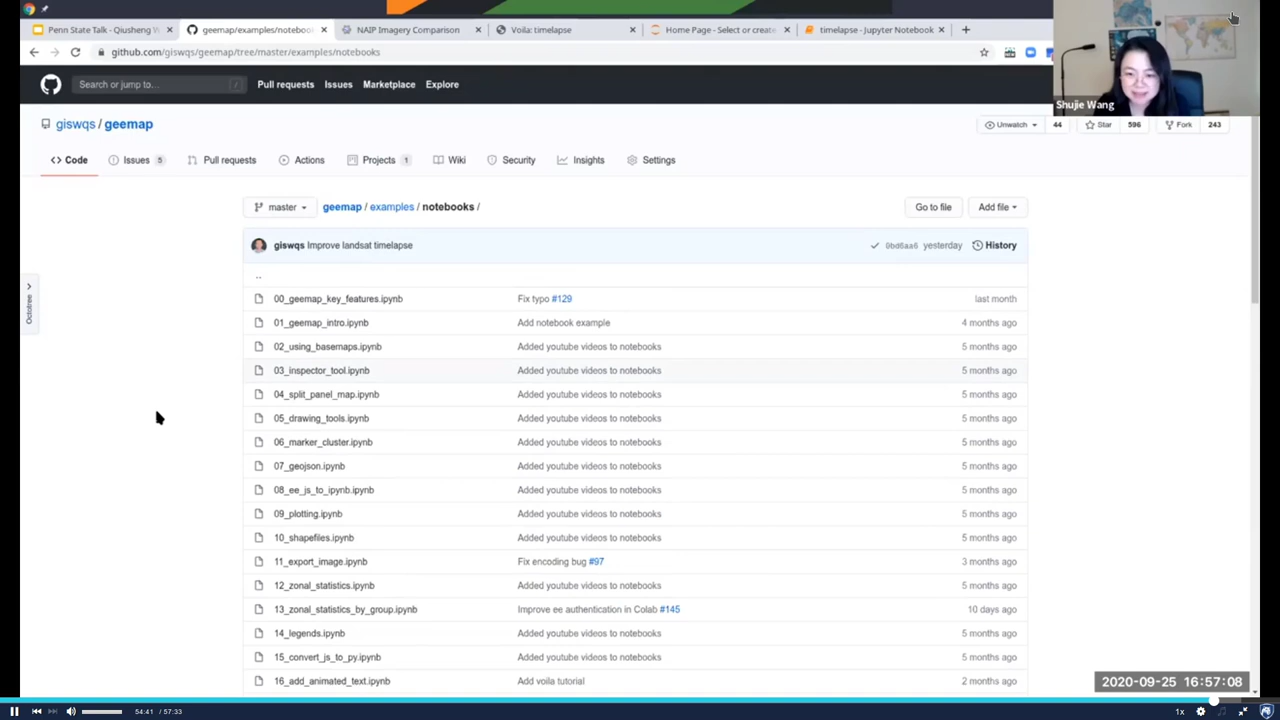 Penn State Talk - Qiusheng W
geemap/examples/notebook
NAIP Imagery Comparison
Voila: timelapse
Home Page - Select or create
timelapse - Jupyter Notebook
github.com/giswqs/geemap/tree/master/examples/notebooks
Search or jump to... /
Pull requests Issues Marketplace Explore
Shujie Wang
giswqs / geemap
Unwatch 44 Star 596 Fork 243
Code Issues 5 Pull requests Actions Projects 1 Wiki Security Insights Settings
master geemap / examples / notebooks / Go to file Add file
giswqs Improve landsat timelapse 0bd6aa6 yesterday History
..
00_geemap_key_features.ipynb Fix typo #129 last month
01_geemap_intro.ipynb Add notebook example 4 months ago
02_using_basemaps.ipynb Added youtube videos to notebooks 5 months ago
03_inspector_tool.ipynb Added youtube videos to notebooks 5 months ago
04_split_panel_map.ipynb Added youtube videos to notebooks 5 months ago
05_drawing_tools.ipynb Added youtube videos to notebooks 5 months ago
06_marker_cluster.ipynb Added youtube videos to notebooks 5 months ago
07_geojson.ipynb Added youtube videos to notebooks 5 months ago
08_ee_js_to_ipynb.ipynb Added youtube videos to notebooks 5 months ago
09_plotting.ipynb Added youtube videos to notebooks 5 months ago
10_shapefiles.ipynb Added youtube videos to notebooks 5 months ago
11_export_image.ipynb Fix encoding bug #97 3 months ago
12_zonal_statistics.ipynb Added youtube videos to notebooks 5 months ago
13_zonal_statistics_by_group.ipynb Improve ee authentication in Colab #145 10 days ago
14_legends.ipynb Added youtube videos to notebooks 5 months ago
15_convert_js_to_py.ipynb Added youtube videos to notebooks 5 months ago
16_add_animated_text.ipynb Add voila tutorial 2 months ago
Octotree
2020-09-25 16:57:08
54:41 / 57:33
1x